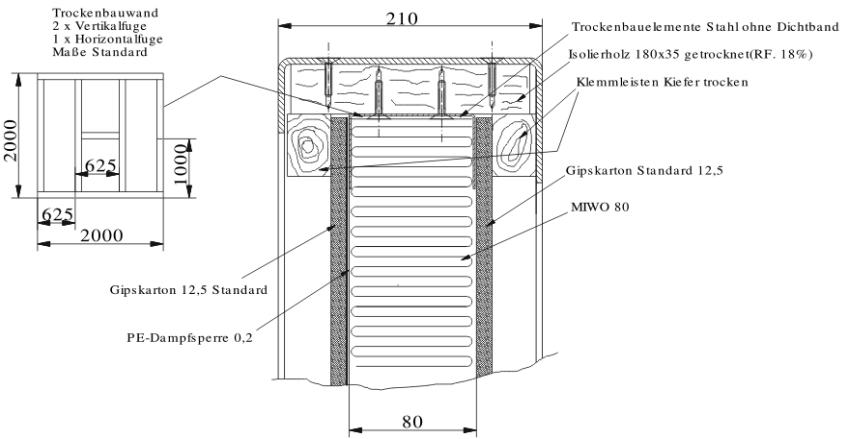 Trockenbauwand
2 x Vertikalfuge
1 x Horizontalfuge
Maße Standard
210
Trockenbauelemente Stahl ohne Dichtband
Isolierholz 180x35 getrocknet(RF. 18%)
Klemmleisten Kiefer trocken
2000
625
1000
625
2000
Gipskarton Standard 12,5
MIWO 80
Gipskarton 12,5 Standard
PE-Dampfsperre 0,2
80